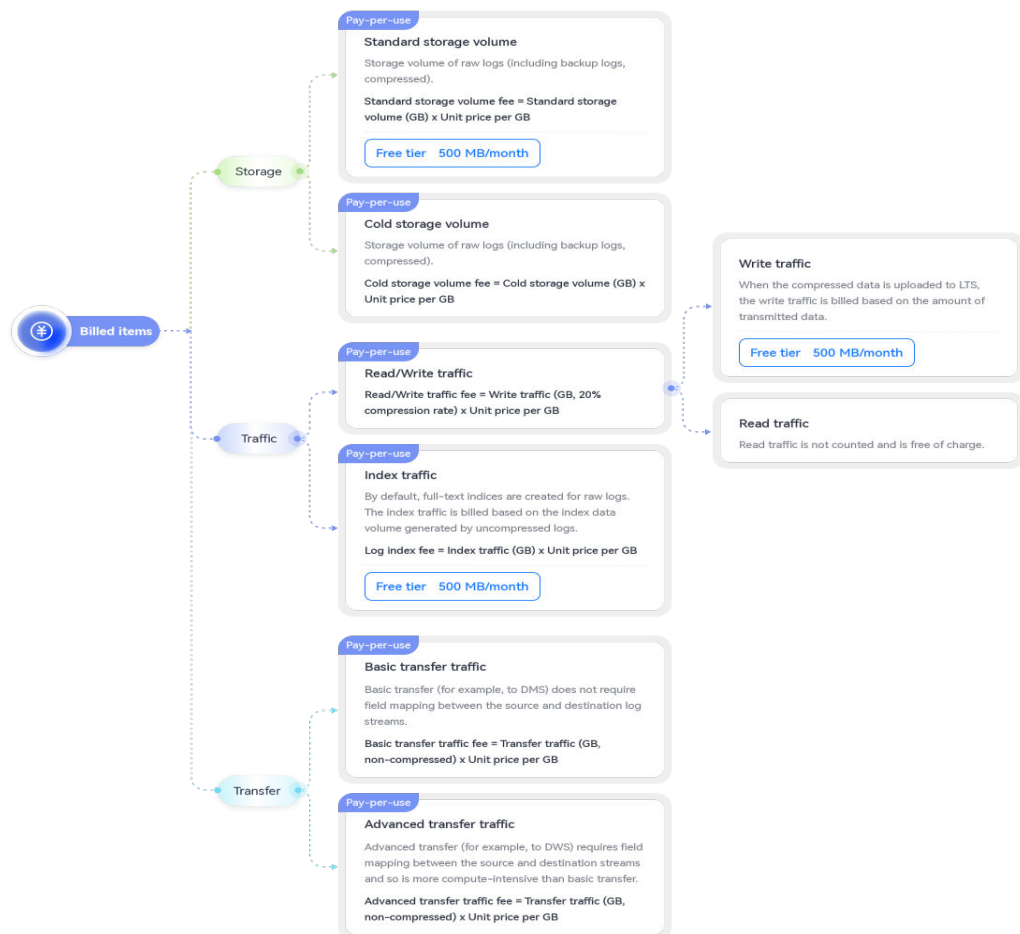 Billed items
Storage
Pay-per-use
Standard storage volume
Storage volume of raw logs (including backup logs,
compressed).
Standard storage volume fee = Standard storage
volume (GB) x Unit price per GB
Free tier 500 MB/month
Pay-per-use
Cold storage volume
Storage volume of raw logs (including backup logs,
compressed).
Cold storage volume fee = Cold storage volume (GB) x
Unit price per GB
Traffic
Pay-per-use
Read/Write traffic
Read/Write traffic fee = Write traffic (GB, 20%
compression rate) x Unit price per GB
Write traffic
When the compressed data is uploaded to LTS,
the write traffic is billed based on the amount of
transmitted data.
Free tier 500 MB/month
Read traffic
Read traffic is not counted and is free of charge.
Pay-per-use
Index traffic
By default, full-text indices are created for raw logs.
The index traffic is billed based on the index data
volume generated by uncompressed logs.
Log index fee = Index traffic (GB) x Unit price per GB
Free tier 500 MB/month
Transfer
Pay-per-use
Basic transfer traffic
Basic transfer (for example, to DMS) does not require
field mapping between the source and destination log
streams.
Basic transfer traffic fee = Transfer traffic (GB,
non-compressed) x Unit price per GB
Pay-per-use
Advanced transfer traffic
Advanced transfer (for example, to DWS) requires field
mapping between the source and destination streams
and so is more compute-intensive than basic transfer.
Advanced transfer traffic fee = Transfer traffic (GB,
non-compressed) x Unit price per GB